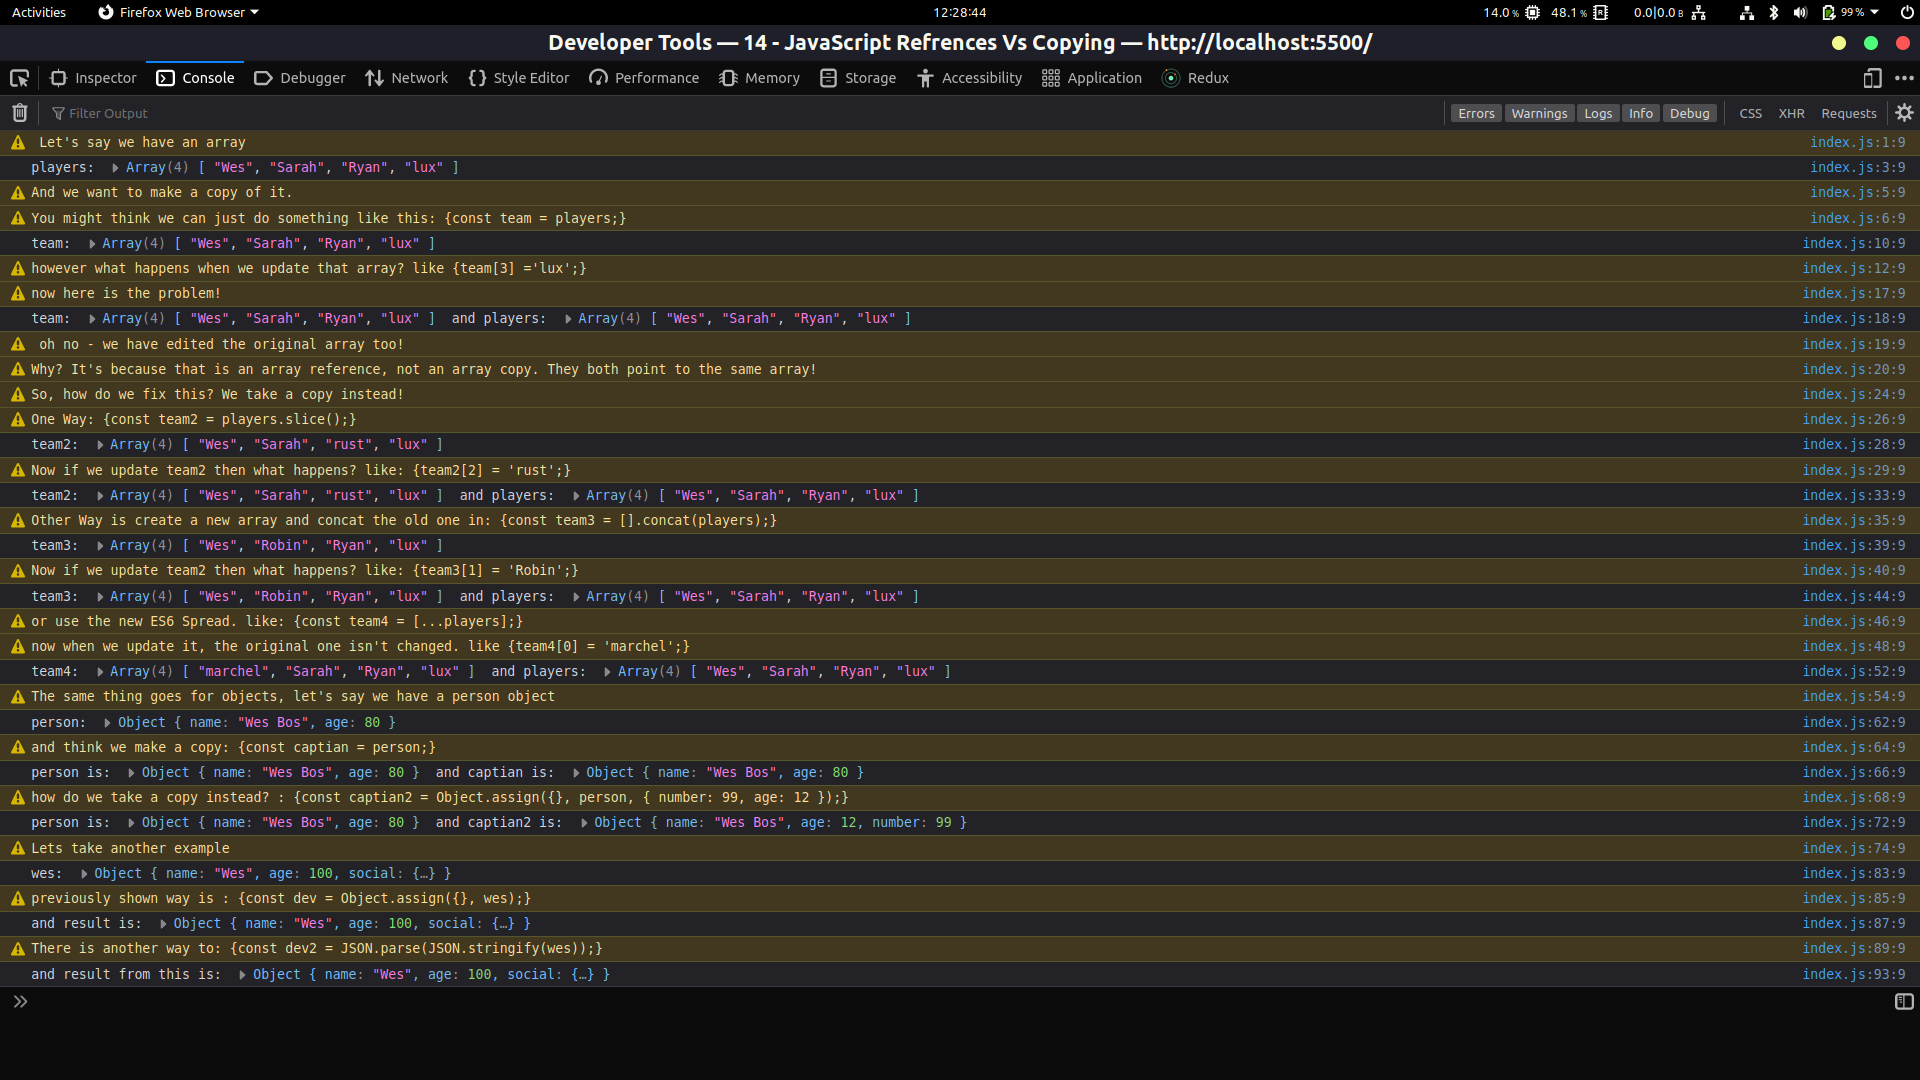 Activities Firefox Web Browser 12:28:44 14.0 % 48.1 % 0.0|0.0 B 99 %
Developer Tools — 14 - JavaScript Refrences Vs Copying — http://localhost:5500/
Inspector Console Debugger Network Style Editor Performance Memory Storage Accessibility Application Redux
Filter Output Errors Warnings Logs Info Debug CSS XHR Requests
Let's say we have an array index.js:1:9
players: Array(4) [ "Wes", "Sarah", "Ryan", "lux" ] index.js:3:9
And we want to make a copy of it. index.js:5:9
You might think we can just do something like this: {const team = players;} index.js:6:9
team: Array(4) [ "Wes", "Sarah", "Ryan", "lux" ] index.js:10:9
however what happens when we update that array? like {team[3] ='lux';} index.js:12:9
now here is the problem! index.js:17:9
team: Array(4) [ "Wes", "Sarah", "Ryan", "lux" ] and players: Array(4) [ "Wes", "Sarah", "Ryan", "lux" ] index.js:18:9
oh no - we have edited the original array too! index.js:19:9
Why? It's because that is an array reference, not an array copy. They both point to the same array! index.js:20:9
So, how do we fix this? We take a copy instead! index.js:24:9
One Way: {const team2 = players.slice();} index.js:26:9
team2: Array(4) [ "Wes", "Sarah", "rust", "lux" ] index.js:28:9
Now if we update team2 then what happens? like: {team2[2] = 'rust';} index.js:29:9
team2: Array(4) [ "Wes", "Sarah", "rust", "lux" ] and players: Array(4) [ "Wes", "Sarah", "Ryan", "lux" ] index.js:33:9
Other Way is create a new array and concat the old one in: {const team3 = [].concat(players);} index.js:35:9
team3: Array(4) [ "Wes", "Robin", "Ryan", "lux" ] index.js:39:9
Now if we update team2 then what happens? like: {team3[1] = 'Robin';} index.js:40:9
team3: Array(4) [ "Wes", "Robin", "Ryan", "lux" ] and players: Array(4) [ "Wes", "Sarah", "Ryan", "lux" ] index.js:44:9
or use the new ES6 Spread. like: {const team4 = [...players];} index.js:46:9
now when we update it, the original one isn't changed. like {team4[0] = 'marchel';} index.js:48:9
team4: Array(4) [ "marchel", "Sarah", "Ryan", "lux" ] and players: Array(4) [ "Wes", "Sarah", "Ryan", "lux" ] index.js:52:9
The same thing goes for objects, let's say we have a person object index.js:54:9
person: Object { name: "Wes Bos", age: 80 } index.js:62:9
and think we make a copy: {const captian = person;} index.js:64:9
person is: Object { name: "Wes Bos", age: 80 } and captian is: Object { name: "Wes Bos", age: 80 } index.js:66:9
how do we take a copy instead? : {const captian2 = Object.assign({}, person, { number: 99, age: 12 });} index.js:68:9
person is: Object { name: "Wes Bos", age: 80 } and captian2 is: Object { name: "Wes Bos", age: 12, number: 99 } index.js:72:9
Lets take another example index.js:74:9
wes: Object { name: "Wes", age: 100, social: {…} } index.js:83:9
previously shown way is : {const dev = Object.assign({}, wes);} index.js:85:9
and result is: Object { name: "Wes", age: 100, social: {…} } index.js:87:9
There is another way to: {const dev2 = JSON.parse(JSON.stringify(wes));} index.js:89:9
and result from this is: Object { name: "Wes", age: 100, social: {…} } index.js:93:9